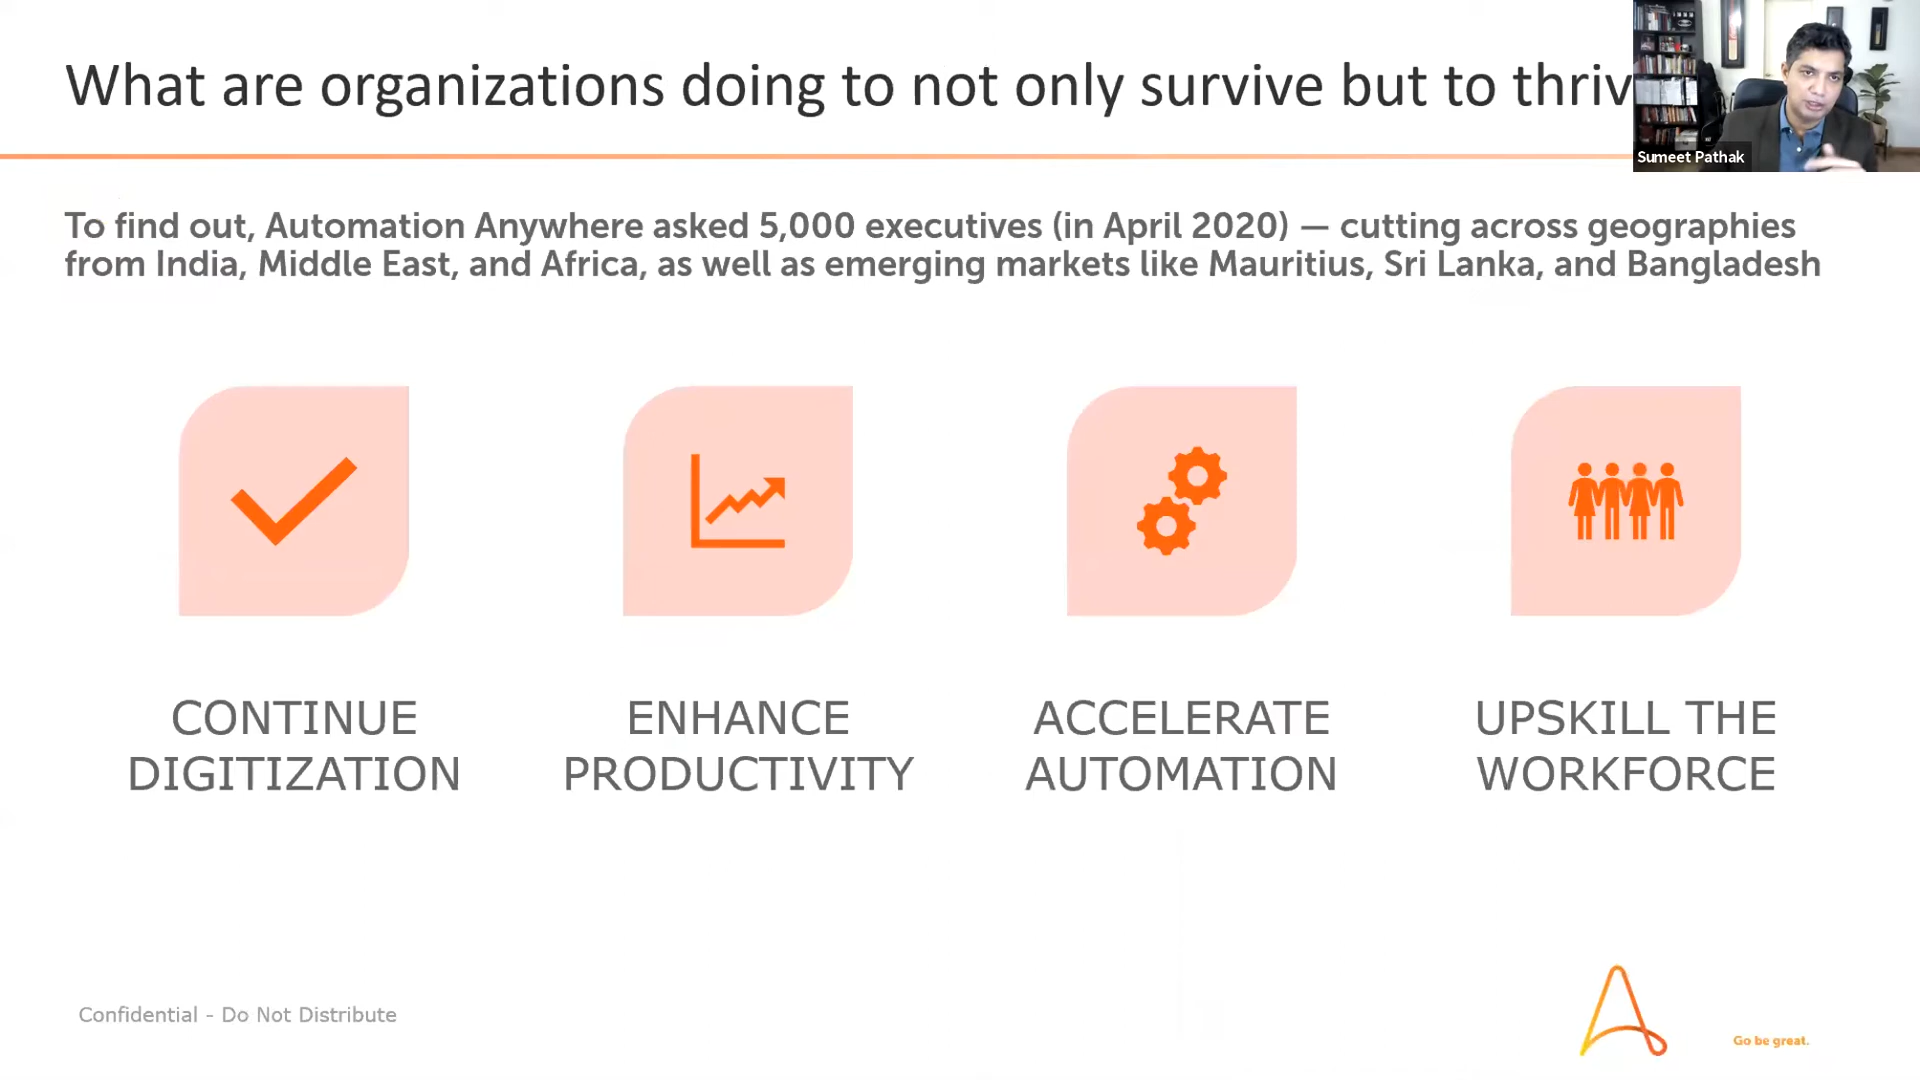 What are organizations doing to not only survive but to thriv
Sumeet Pathak
To find out, Automation Anywhere asked 5,000 executives (in April 2020) — cutting across geographies
from India, Middle East, and Africa, as well as emerging markets like Mauritius, Sri Lanka, and Bangladesh
CONTINUE
DIGITIZATION
ENHANCE
PRODUCTIVITY
ACCELERATE
AUTOMATION
UPSKILL THE
WORKFORCE
Confidential - Do Not Distribute
Go be great.